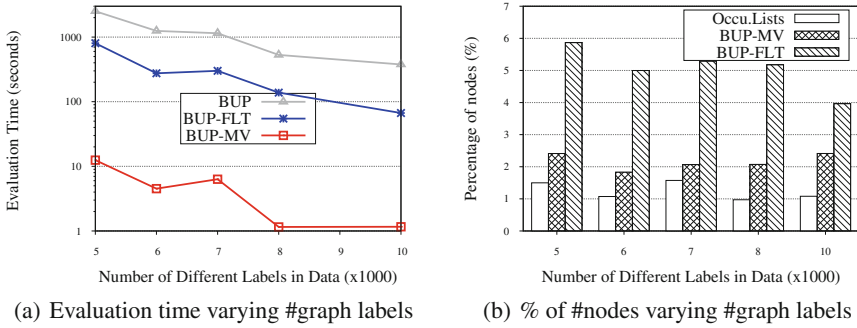 Evaluation Time (seconds)
1000
100
10
1
BUP
BUP-FLT
BUP-MV
5 6 7 8 9 10
Number of Different Labels in Data (x1000)
(a) Evaluation time varying #graph labels
Percentage of nodes (%)
7
6
5
4
3
2
1
0
Occu.Lists
BUP-MV
BUP-FLT
5 6 7 8 10
Number of Different Labels in Data (x1000)
(b) % of #nodes varying #graph labels